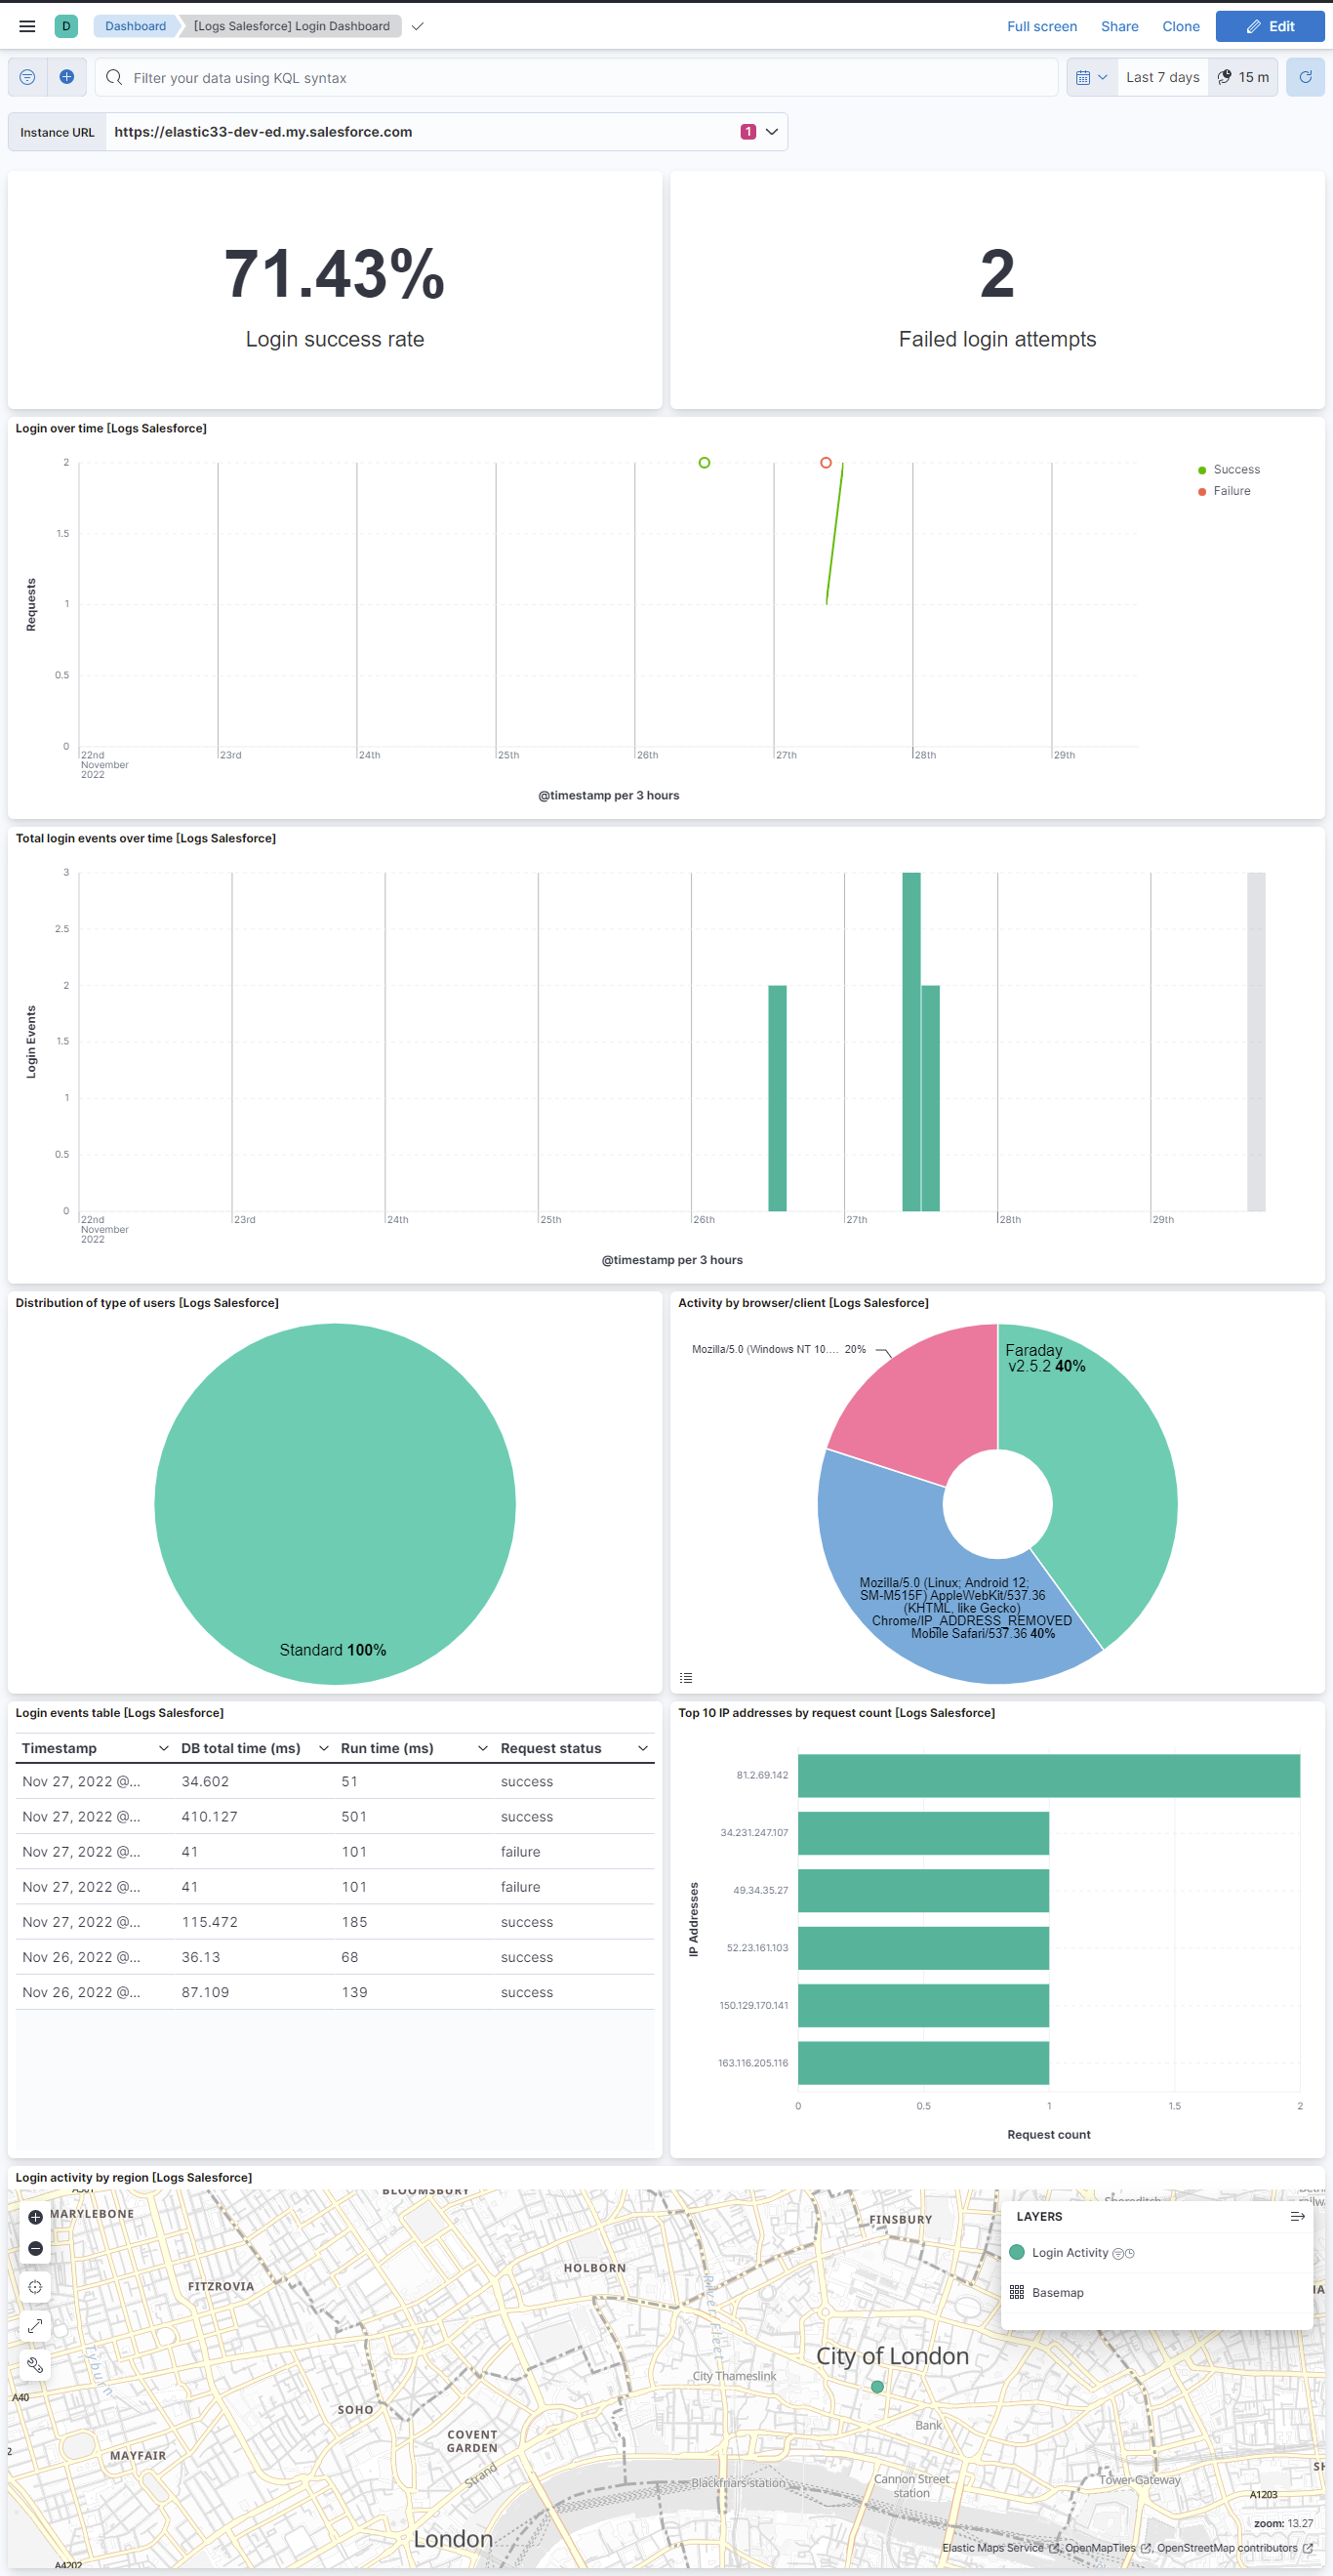 D Dashboard [Logs Salesforce] Login Dashboard Full screen Share Clone Edit
Filter your data using KQL syntax Last 7 days 15 m
Instance URL https://elastic33-dev-ed.my.salesforce.com 1
71.43%
Login success rate
2
Failed login attempts
Login over time [Logs Salesforce]
2
1.5
1
0.5
0
Requests
22nd
November
2022
23rd 24th 25th 26th 27th 28th 29th
@timestamp per 3 hours
Success
Failure
Total login events over time [Logs Salesforce]
3
2.5
2
1.5
1
0.5
0
Login Events
22nd
November
2022
23rd 24th 25th 26th 27th 28th 29th
@timestamp per 3 hours
Distribution of type of users [Logs Salesforce]
Standard 100%
Activity by browser/client [Logs Salesforce]
Mozilla/5.0 (Windows NT 10.... 20%
Faraday
v2.5.2 40%
Mozilla/5.0 (Linux; Android 12;
SM-M515F) AppleWebKit/537.36
(KHTML, like Gecko)
Chrome/IP_ADDRESS_REMOVED
Mobile Safari/537.36 40%
Login events table [Logs Salesforce]
Timestamp DB total time (ms) Run time (ms) Request status
Nov 27, 2022 @... 34.602 51 success
Nov 27, 2022 @... 410.127 501 success
Nov 27, 2022 @... 41 101 failure
Nov 27, 2022 @... 41 101 failure
Nov 27, 2022 @... 115.472 185 success
Nov 26, 2022 @... 36.13 68 success
Nov 26, 2022 @... 87.109 139 success
Top 10 IP addresses by request count [Logs Salesforce]
IP Addresses
81.2.69.142
34.231.247.107
49.34.35.27
52.23.161.103
150.129.170.141
163.116.205.116
0 0.5 1 1.5 2
Request count
Login activity by region [Logs Salesforce]
BLOOMSBURY
MARYLEBONE
FINSBURY
LAYERS
Login Activity
Basemap
HOLBORN
FITZROVIA
River Fleet
Tyburn
City of London
City Thameslink
A40
SOHO
Bank
COVENT
GARDEN
MAYFAIR
Strand
Blackfriars station
Cannon Street
station
Tower Gateway
A1203
London
zoom: 13.27
Elastic Maps Service , OpenMapTiles , OpenStreetMap contributors
A4202